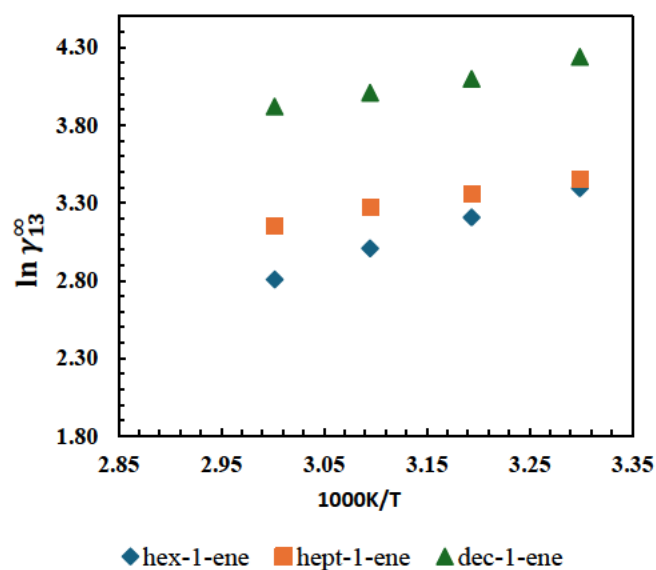 4.30
3.80
3.30
2.80
2.30
1.80
ln γ∞13
2.85 2.95 3.05 3.15 3.25 3.35
1000K/T
hex-1-ene hept-1-ene dec-1-ene